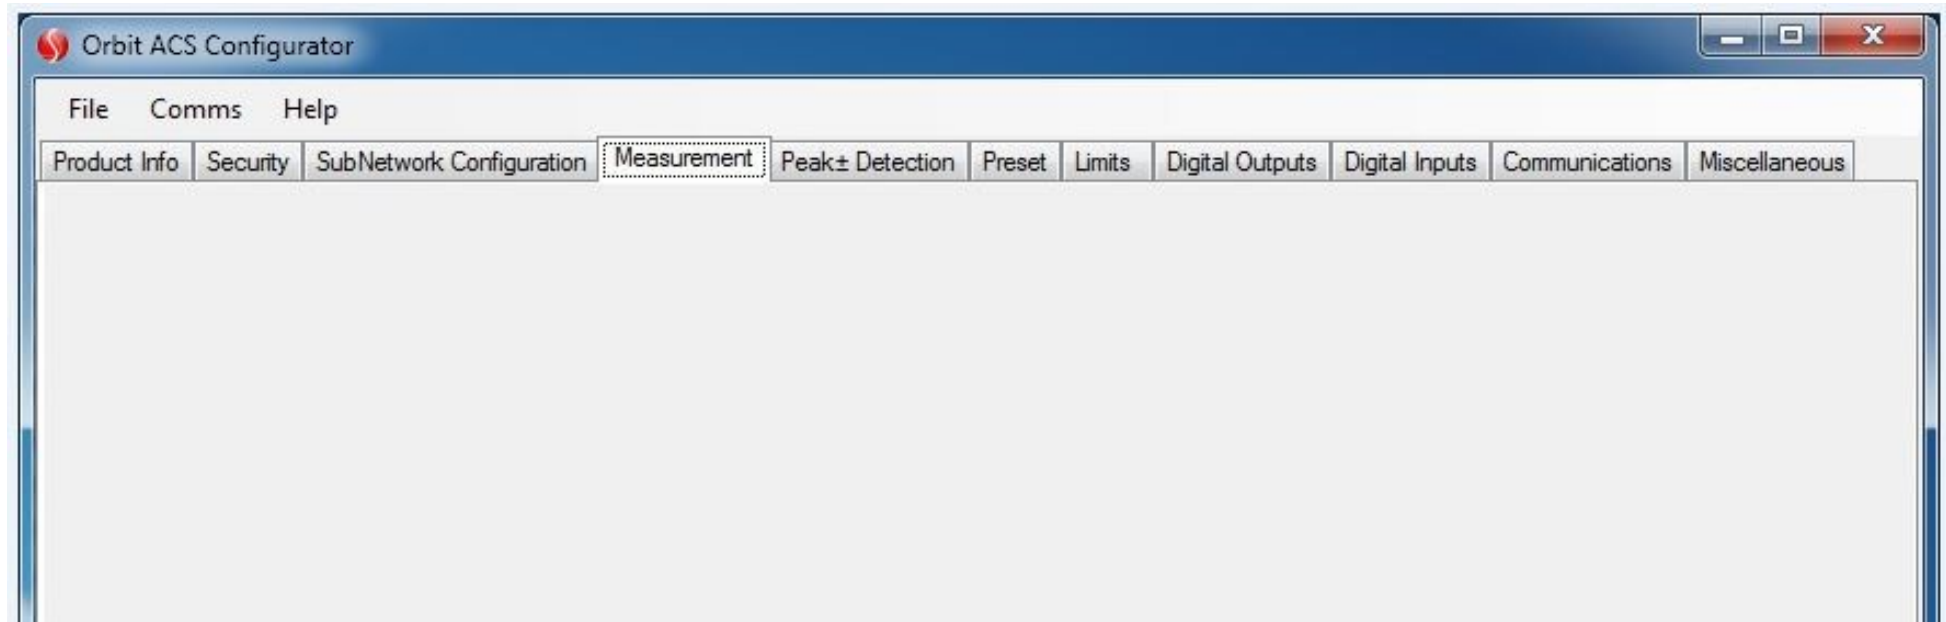 Orbit ACS Configurator
File Comms Help
Product Info Security SubNetwork Configuration Measurement Peak± Detection Preset Limits Digital Outputs Digital Inputs Communications Miscellaneous